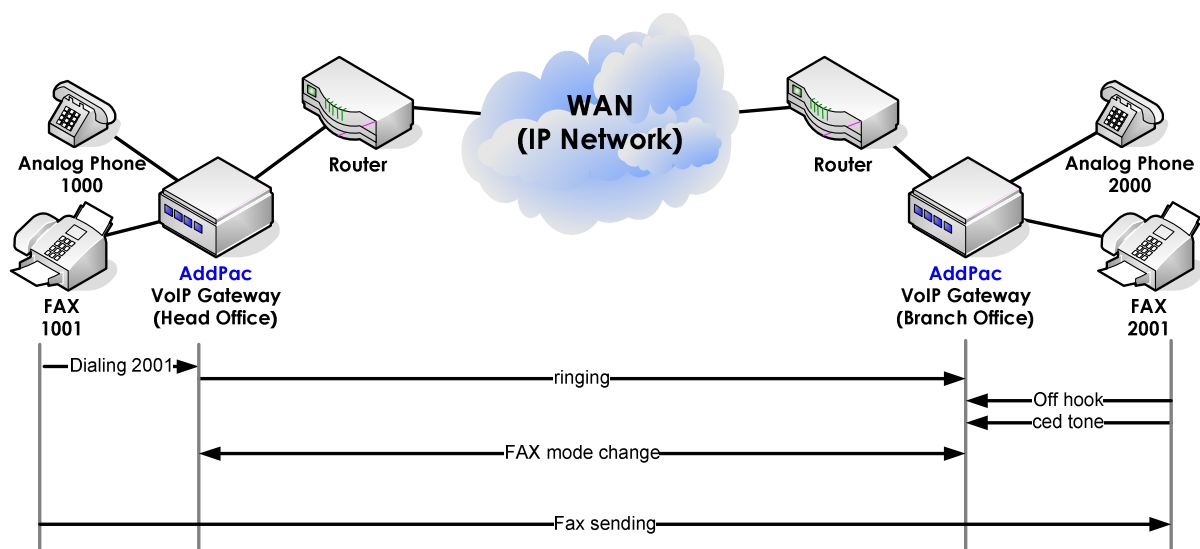 WAN
(IP Network)
Router
Router
Analog Phone
1000
Analog Phone
2000
FAX
1001
AddPac
VoIP Gateway
(Head Office)
AddPac
VoIP Gateway
(Branch Office)
FAX
2001
Dialing 2001
ringing
Off hook
ced tone
FAX mode change
Fax sending